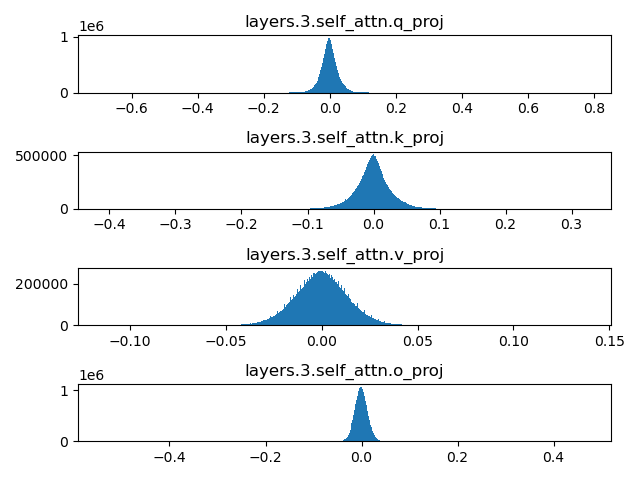 layers.3.self_attn.q_proj
1e6
1
0
−0.6 −0.4 −0.2 0.0 0.2 0.4 0.6 0.8
layers.3.self_attn.k_proj
500000
0
−0.4 −0.3 −0.2 −0.1 0.0 0.1 0.2 0.3
layers.3.self_attn.v_proj
200000
0
−0.10 −0.05 0.00 0.05 0.10 0.15
layers.3.self_attn.o_proj
1e6
1
0
−0.4 −0.2 0.0 0.2 0.4